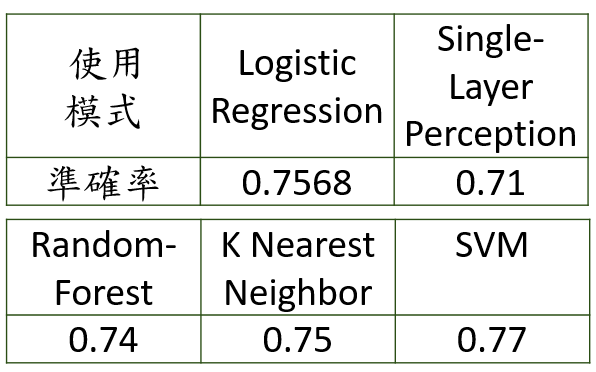 使用
模式
Logistic
Regression
Single-
Layer
Perception
準確率
0.7568
0.71
Random-
Forest
K Nearest
Neighbor
SVM
0.74
0.75
0.77